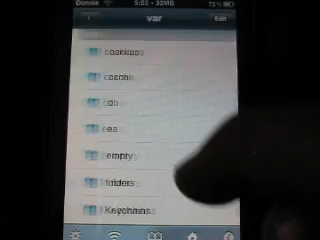 Donnie 5:02 - 32MB 72%
var Edit
backups
cache
db
ea
empty
folders
Keychains